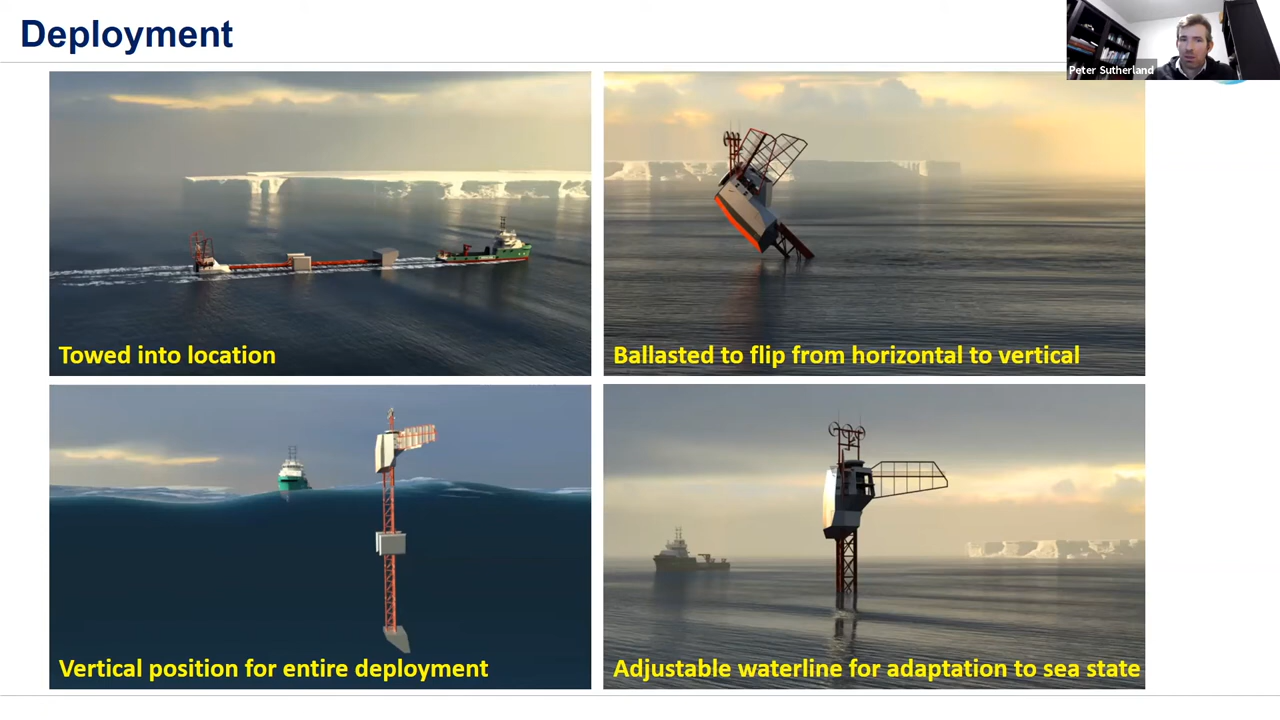 Deployment
Peter Sutherland
Towed into location
Ballasted to flip from horizontal to vertical
Vertical position for entire deployment
Adjustable waterline for adaptation to sea state